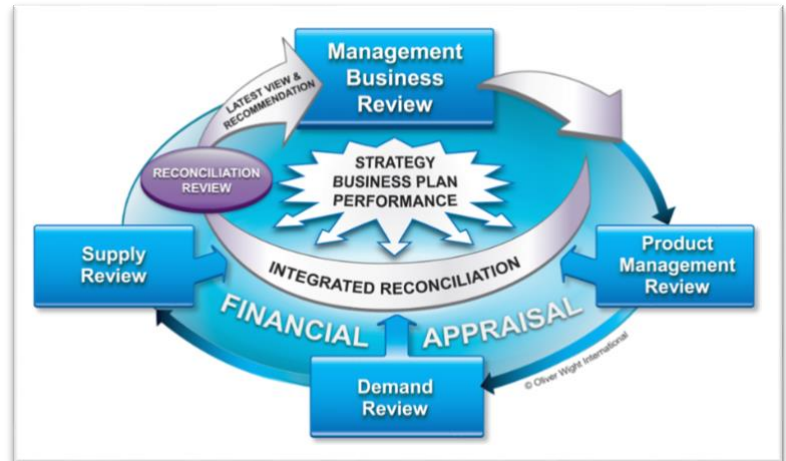 Management
Business
Review
LATEST VIEW &
RECOMMENDATION
RECONCILIATION
REVIEW
STRATEGY
BUSINESS PLAN
PERFORMANCE
Supply
Review
Product
Management
Review
INTEGRATED RECONCILIATION
FINANCIAL APPRAISAL
Demand
Review
© Oliver Wight International